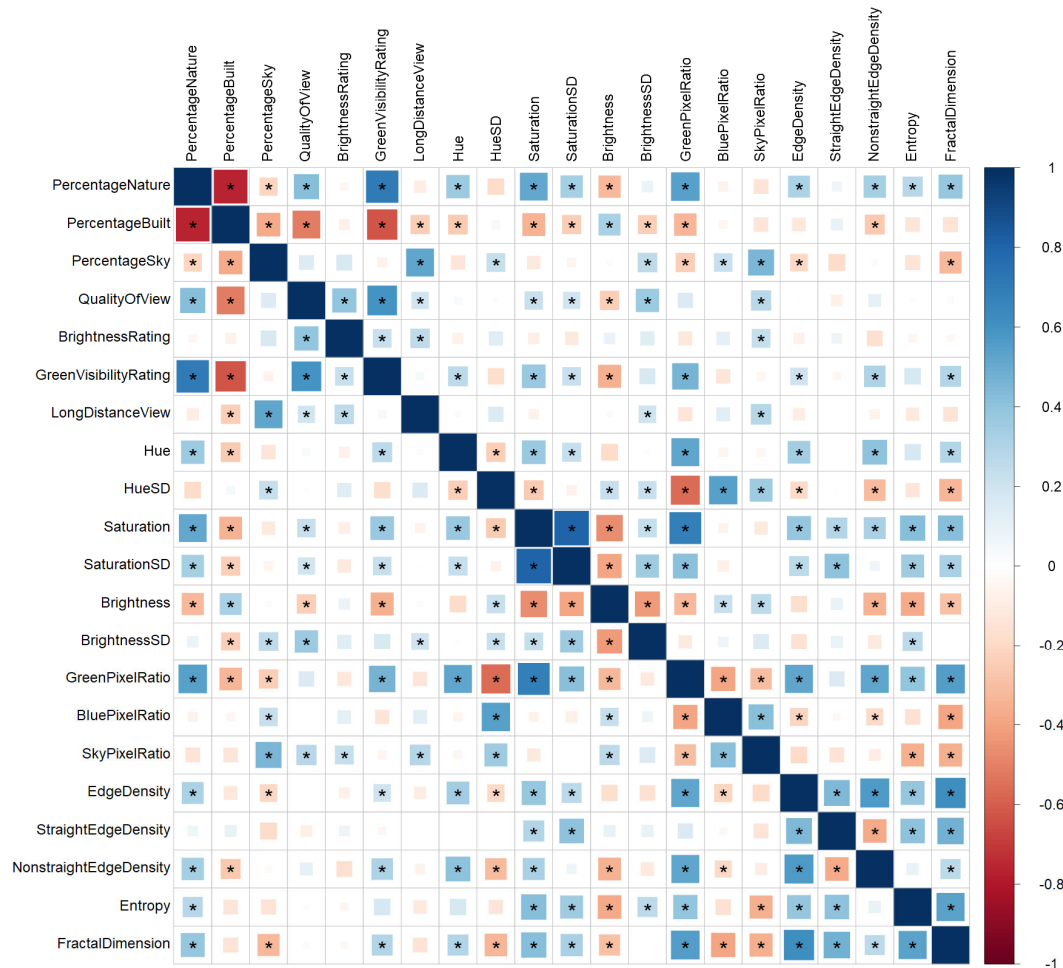 PercentageNature
PercentageBuilt
PercentageSky
QualityOfView
BrightnessRating
GreenVisibilityRating
LongDistanceView
Hue
HueSD
Saturation
SaturationSD
Brightness
BrightnessSD
GreenPixelRatio
BluePixelRatio
SkyPixelRatio
EdgeDensity
StraightEdgeDensity
NonstraightEdgeDensity
Entropy
FractalDimension
PercentageNature
PercentageBuilt
PercentageSky
QualityOfView
BrightnessRating
GreenVisibilityRating
LongDistanceView
Hue
HueSD
Saturation
SaturationSD
Brightness
BrightnessSD
GreenPixelRatio
BluePixelRatio
SkyPixelRatio
EdgeDensity
StraightEdgeDensity
NonstraightEdgeDensity
Entropy
FractalDimension
1
0.8
0.6
0.4
0.2
0
-0.2
-0.4
-0.6
-0.8
-1